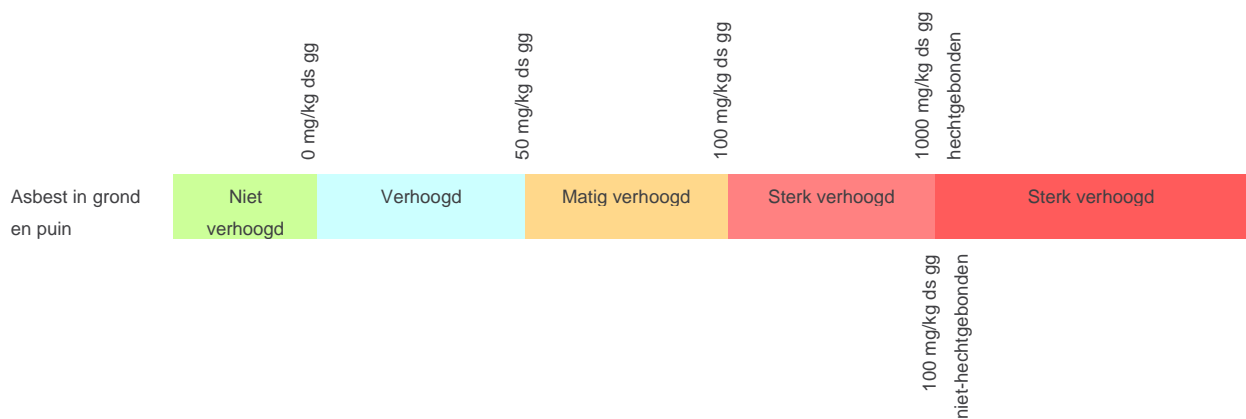 0 mg/kg ds gg
50 mg/kg ds gg
100 mg/kg ds gg
1000 mg/kg ds gg
hechtgebonden
Asbest in grond
en puin
Niet
verhoogd
Verhoogd
Matig verhoogd
Sterk verhoogd
Sterk verhoogd
100 mg/kg ds gg
niet-hechtgebonden